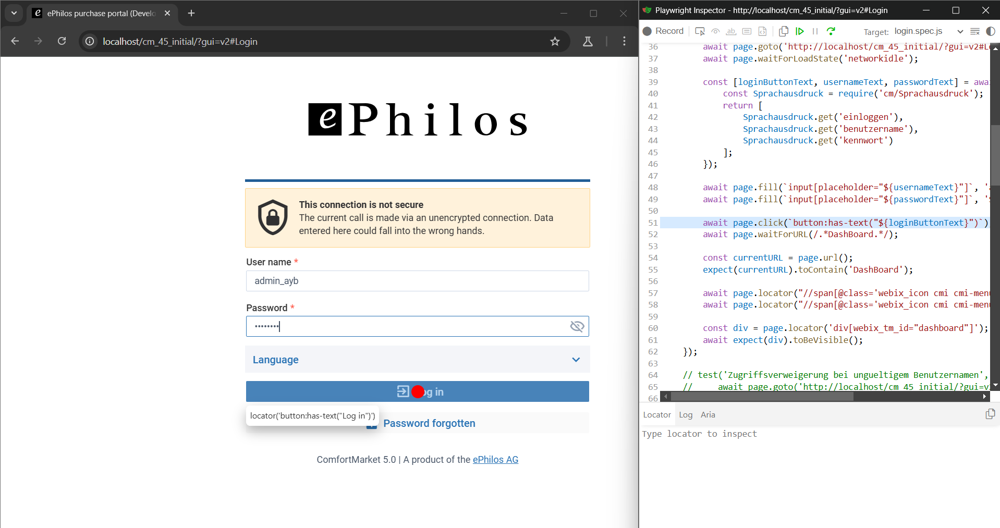 ePhilos purchase portal (Develo
localhost/cm_45_initial/?gui=v2#Login
ePhilos
This connection is not secure
The current call is made via an unencrypted connection. Data
entered here could fall into the wrong hands.
User name *
admin_ayb
Password *
••••••••
Language
og in
locator('button:has-text("Log in")')
Password forgotten
ComfortMarket 5.0 | A product of the ePhilos AG
Playwright Inspector - http://localhost/cm_45_initial/?gui=v2#Login
Record
Target: login.spec.js
36 await page.goto('http://localhost/cm_45_initial/?gui=v2#L
37 await page.waitForLoadState('networkidle');
38
39 const [loginButtonText, usernameText, passwordText] = awa
40 const Sprachausdruck = require('cm/Sprachausdruck');
41 return [
42 Sprachausdruck.get('einloggen'),
43 Sprachausdruck.get('benutzername'),
44 Sprachausdruck.get('kennwort')
45 ];
46 });
47
48 await page.fill(`input[placeholder="${usernameText}"]`, '
49 await page.fill(`input[placeholder="${passwordText}"]`, '
50
51 await page.click(`button:has-text("${loginButtonText}")`)
52 await page.waitForURL(/.*DashBoard.*/);
53
54 const currentURL = page.url();
55 expect(currentURL).toContain('DashBoard');
56
57 await page.locator("//span[@class='webix_icon cmi cmi-menu
58 await page.locator("//span[@class='webix_icon cmi cmi-menu
59
60 const div = page.locator('div[webix_tm_id="dashboard"]');
61 await expect(div).toBeVisible();
62 });
63
64 // test('Zugriffsverweigerung bei ungueltigem Benutzernamen',
65 // await page.goto('http://localhost/cm_45_initial/?gui=v
66
Locator Log Aria
Type locator to inspect